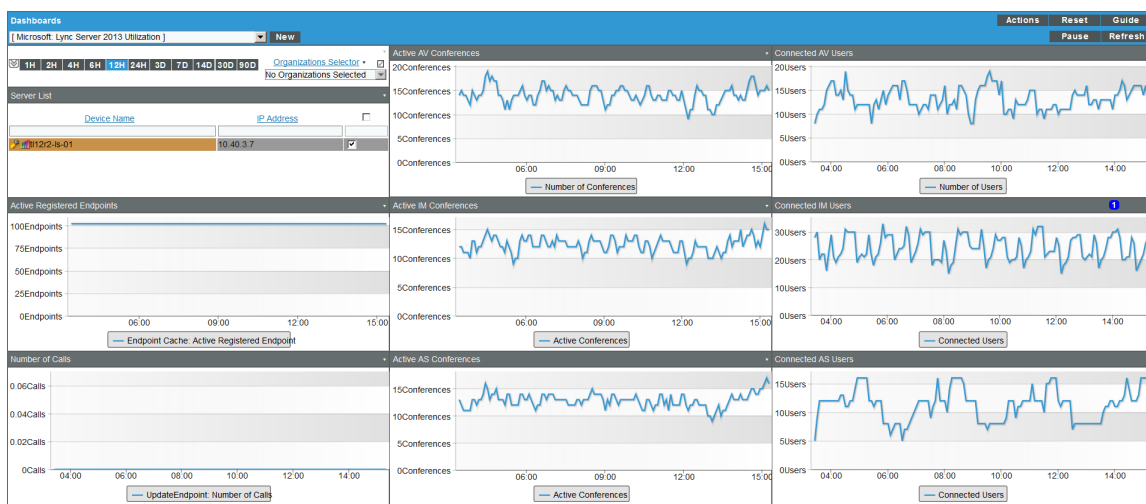 Dashboards
Actions Reset Guide
[ Microsoft: Lync Server 2013 Utilization ] New
Pause Refresh
1H 2H 4H 6H 12H 24H 3D 7D 14D 30D 90D
Organizations Selector
No Organizations Selected
Server List
Device Name IP Address
tl12r2-ls-01 10.40.3.7
Active AV Conferences
20Conferences
15Conferences
10Conferences
5Conferences
0Conferences
06:00 09:00 12:00 15:00
Number of Conferences
Connected AV Users
20Users
15Users
10Users
5Users
0Users
04:00 06:00 08:00 10:00 12:00 14:00
Number of Users
Active Registered Endpoints
100Endpoints
75Endpoints
50Endpoints
25Endpoints
0Endpoints
06:00 09:00 12:00 15:00
Endpoint Cache: Active Registered Endpoint
Active IM Conferences
15Conferences
10Conferences
5Conferences
0Conferences
06:00 09:00 12:00 15:00
Active Conferences
Connected IM Users
1
30Users
20Users
10Users
0Users
04:00 06:00 08:00 10:00 12:00 14:00
Connected Users
Number of Calls
0.06Calls
0.04Calls
0.02Calls
0Calls
04:00 06:00 08:00 10:00 12:00 14:00
UpdateEndpoint: Number of Calls
Active AS Conferences
15Conferences
10Conferences
5Conferences
0Conferences
06:00 09:00 12:00 15:00
Active Conferences
Connected AS Users
15Users
10Users
5Users
0Users
04:00 06:00 08:00 10:00 12:00 14:00
Connected Users